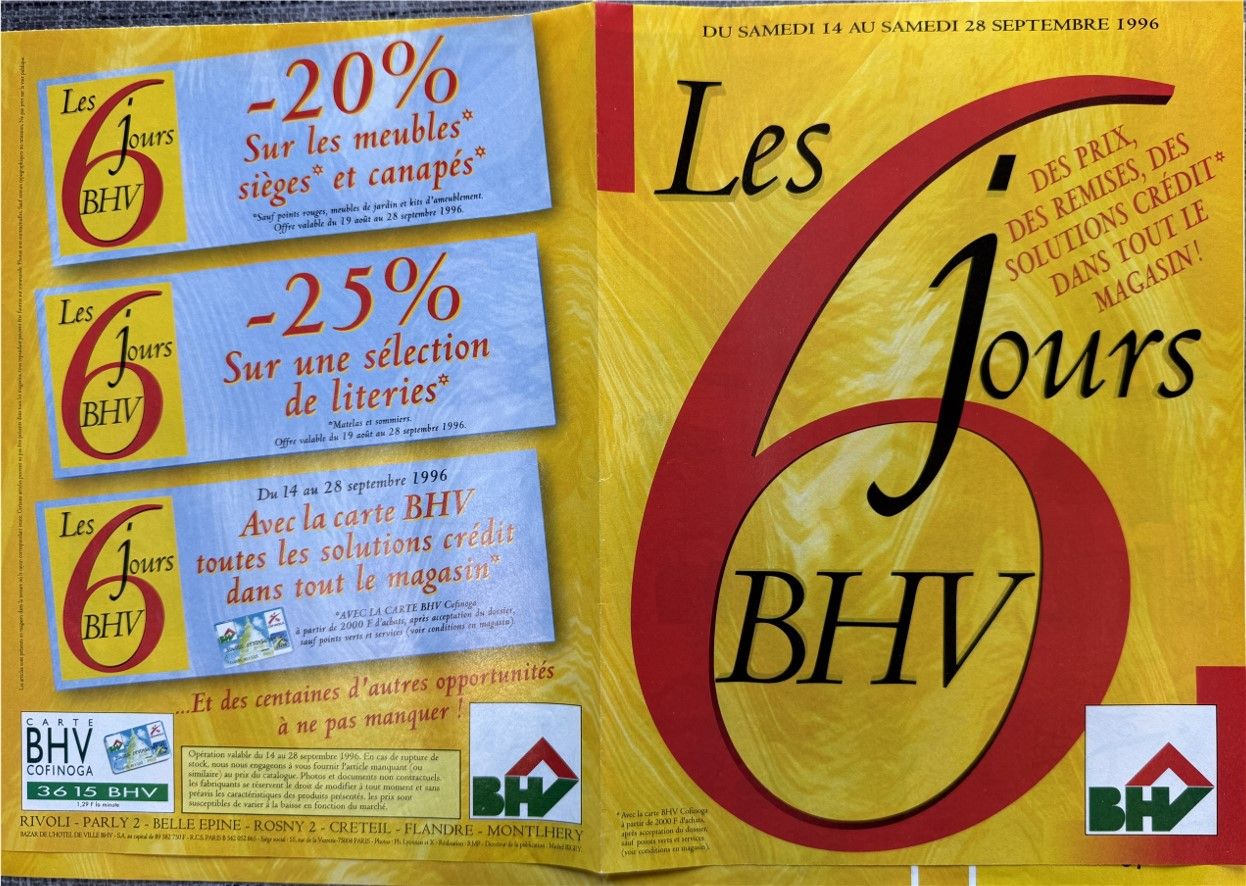 Les
6
jours
BHV
-20%
Sur les meubles*
sièges* et canapés*
*Sauf points rouges, meubles de jardin et kits d'ameublement.
Offre valable du 19 août au 28 septembre 1996.
Les
6
jours
BHV
-25%
Sur une sélection
de literies*
*Matelas et sommiers.
Offre valable du 19 août au 28 septembre 1996.
Les
6
jours
BHV
Du 14 au 28 septembre 1996
Avec la carte BHV
toutes les solutions crédit
dans tout le magasin*
*AVEC LA CARTE BHV Cofinoga
à partir de 2000 F d'achats, après acceptation du dossier,
sauf points verts et services (voir conditions en magasin).
...Et des centaines d'autres opportunités
à ne pas manquer !
CARTE
BHV
COFINOGA
3615 BHV
1,29 F la minute
Opération valable du 14 au 28 septembre 1996. En cas de rupture de
stock, nous nous engageons à vous fournir l'article manquant (ou
similaire) au prix du catalogue. Photos et documents non contractuels.
les fabriquants se réservent le droit de modifier à tout moment et sans
préavis les caractéristiques des produits présentés. les prix sont
susceptibles de varier à la baisse en fonction du marché.
BHV
RIVOLI - PARLY 2 - BELLE EPINE - ROSNY 2 - CRETEIL - FLANDRE - MONTLHERY
BAZAR DE L'HOTEL DE VILLE BHV - S.A. au capital de
DU SAMEDI 14 AU SAMEDI 28 SEPTEMBRE 1996
Les
6
jours
BHV
DES PRIX,
DES REMISES, DES
SOLUTIONS CRÉDIT*
DANS TOUT LE
MAGASIN !
*Avec la carte BHV Cofinoga
à partir de 2000 F d'achats,
après acceptation du dossier,
sauf points verts et services
(voir conditions en magasin).
BHV